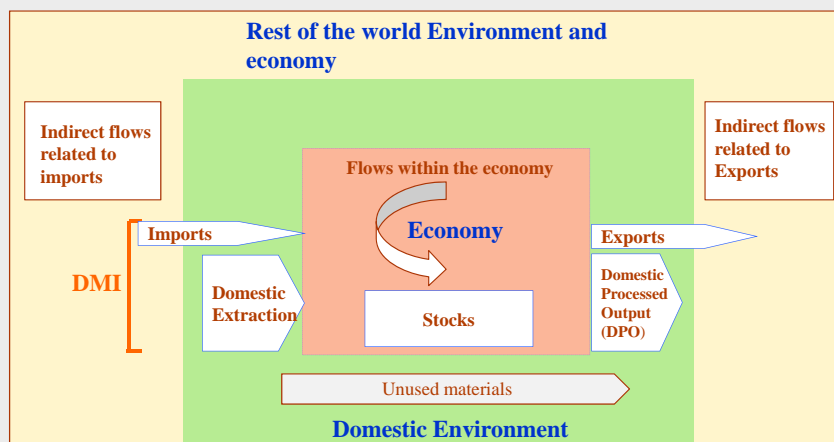 Rest of the world Environment and
economy
Indirect flows
related to
imports
Indirect flows
related to
Exports
Flows within the economy
Economy
Imports
Exports
DMI
Domestic
Extraction
Stocks
Domestic
Processed
Output
(DPO)
Unused materials
Domestic Environment